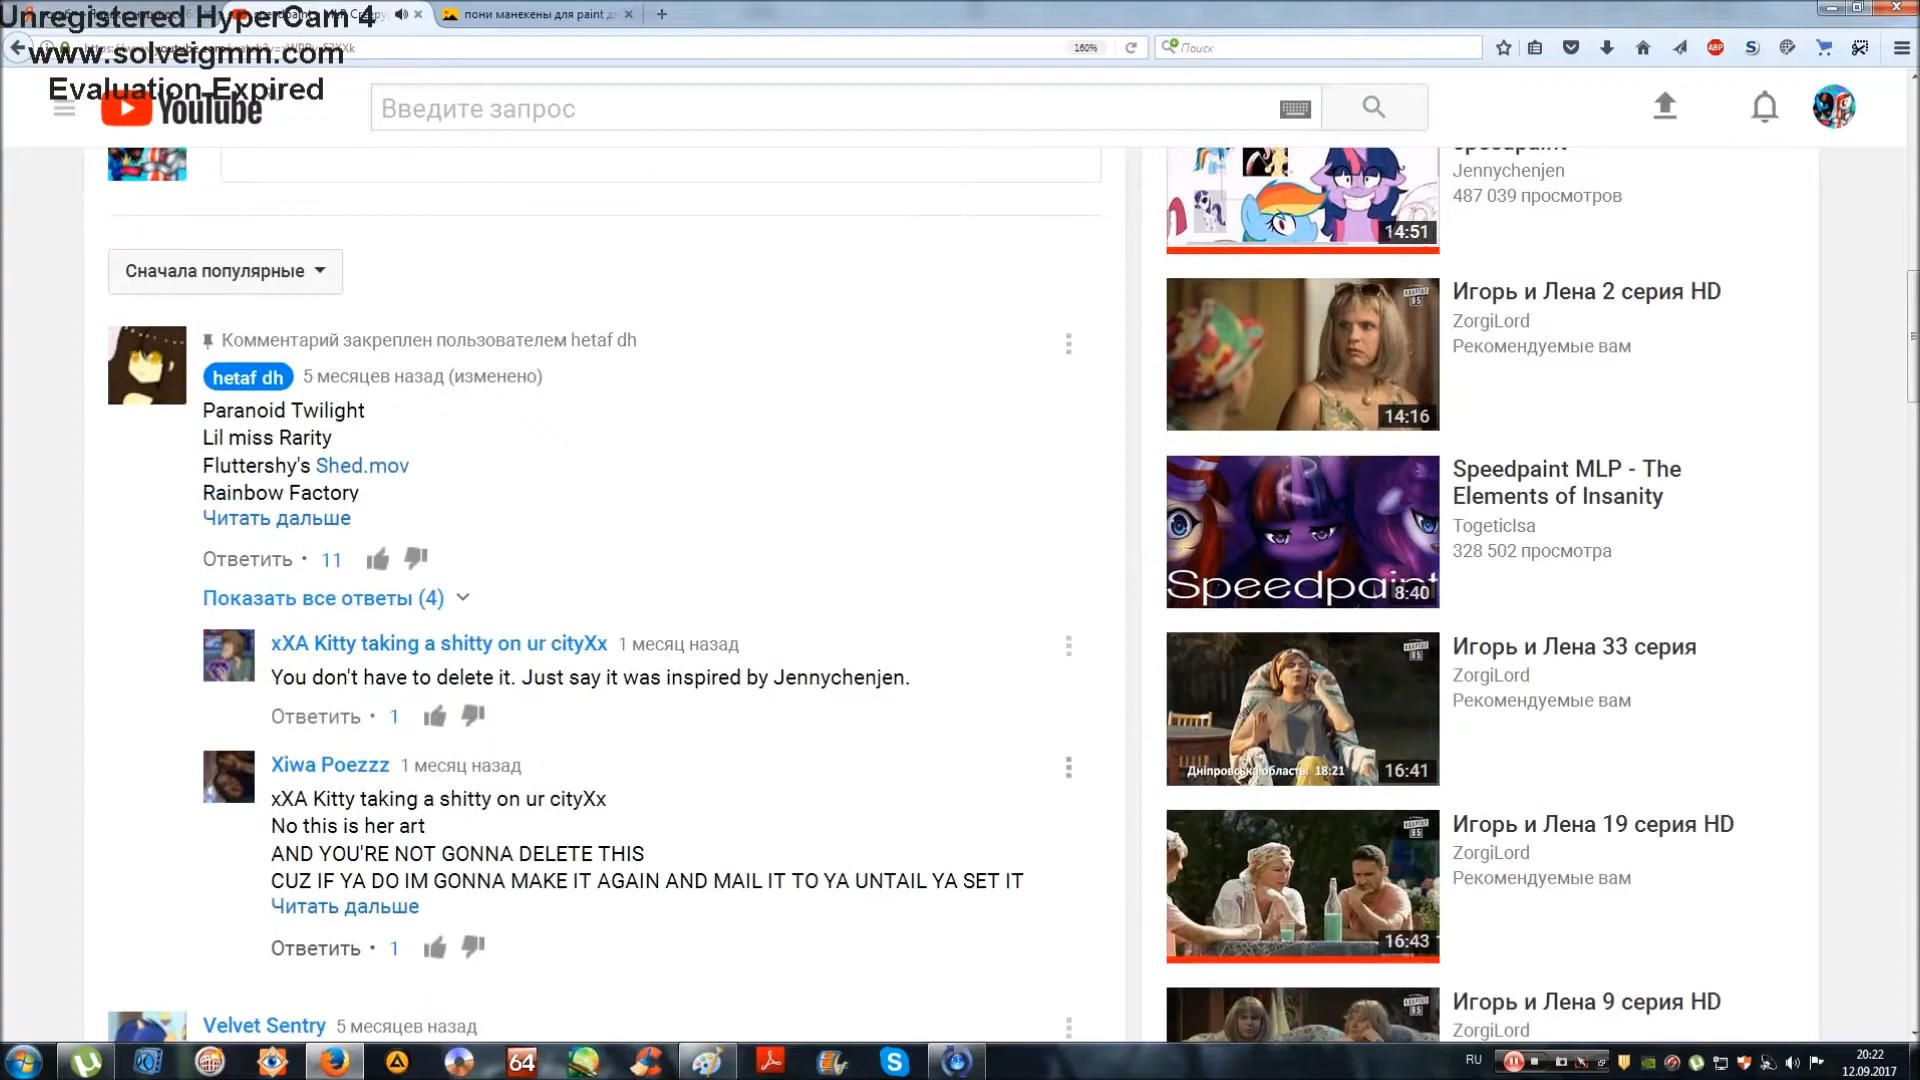 Unregistered HyperCam 4
www.solveigmm.com
Evaluation Expired
пони манекены для paint
160%
Поиск
YouTube
Введите запрос
Jennychenjen
487 039 просмотров
14:51
Сначала популярные
Комментарий закреплен пользователем hetaf dh
hetaf dh 5 месяцев назад (изменено)
Paranoid Twilight
Lil miss Rarity
Fluttershy's Shed.mov
Rainbow Factory
Читать дальше
Ответить • 11
Показать все ответы (4)
xXA Kitty taking a shitty on ur cityXx 1 месяц назад
You don't have to delete it. Just say it was inspired by Jennychenjen.
Ответить • 1
Xiwa Poezzz 1 месяц назад
xXA Kitty taking a shitty on ur cityXx
No this is her art
AND YOU'RE NOT GONNA DELETE THIS
CUZ IF YA DO IM GONNA MAKE IT AGAIN AND MAIL IT TO YA UNTAIL YA SET IT
Читать дальше
Ответить • 1
Velvet Sentry 5 месяцев назад
Игорь и Лена 2 серия HD
ZorgiLord
Рекомендуемые вам
14:16
Speedpaint MLP - The
Elements of Insanity
TogeticIsa
328 502 просмотра
Speedpaint
8:40
Игорь и Лена 33 серия
ZorgiLord
Рекомендуемые вам
Дніпровська область 18:21
16:41
Игорь и Лена 19 серия HD
ZorgiLord
Рекомендуемые вам
16:43
Игорь и Лена 9 серия HD
ZorgiLord
ABP
64
RU
20:22
12.09.2017